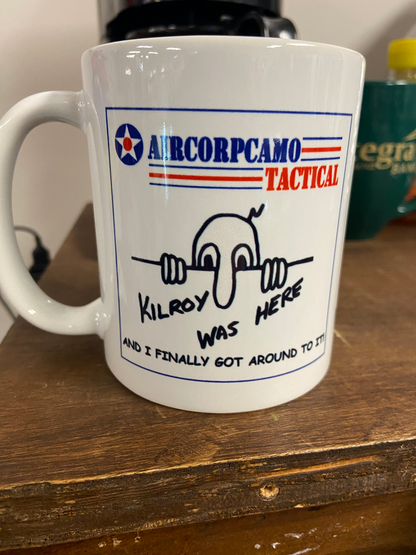 AIRCORPCAMO
TACTICAL
KILROY
WAS HERE
AND I FINALLY GOT AROUND TO IT!